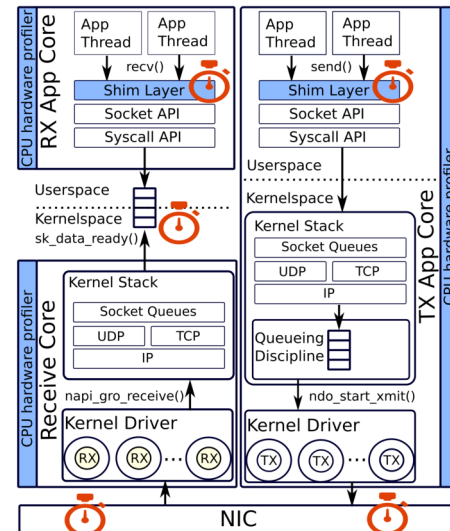 CPU hardware profiler
RX App Core
App
Thread
App
Thread
recv()
Shim Layer
Socket API
Syscall API
Userspace
Kernelspace
sk_data_ready()
CPU hardware profiler
Receive Core
Kernel Stack
Socket Queues
UDP
TCP
IP
napi_gro_receive()
Kernel Driver
RX
RX
...
RX
App
Thread
App
Thread
send()
Shim Layer
Socket API
Syscall API
Userspace
Kernelspace
Kernel Stack
Socket Queues
UDP
TCP
IP
Queueing
Discipline
ndo_start_xmit()
Kernel Driver
TX
TX
...
TX
TX App Core
CPU hardware profiler
NIC